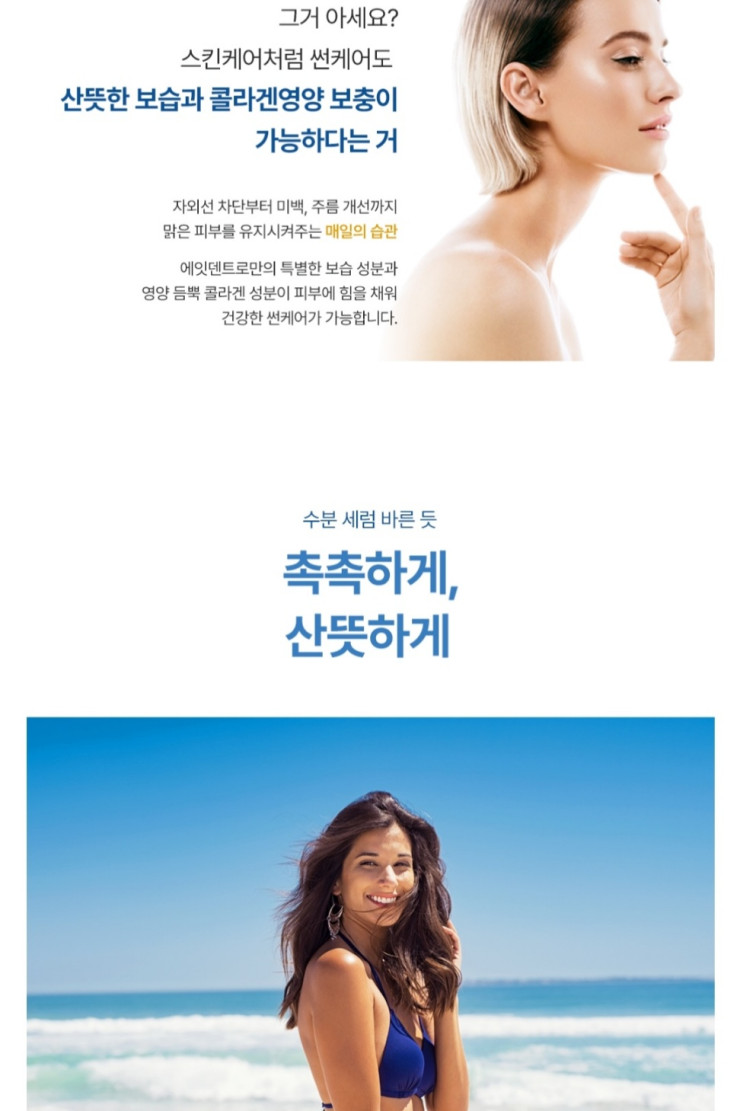 그거 아세요?
스킨케어처럼 썬케어도
산뜻한 보습과 콜라겐영양 보충이
가능하다는 거
자외선 차단부터 미백, 주름 개선까지
맑은 피부를 유지시켜주는 매일의 습관
에잇덴트로만의 특별한 보습 성분과
영양 듬뿍 콜라겐 성분이 피부에 힘을 채워
건강한 썬케어가 가능합니다.
수분 세럼 바른 듯
촉촉하게,
산뜻하게